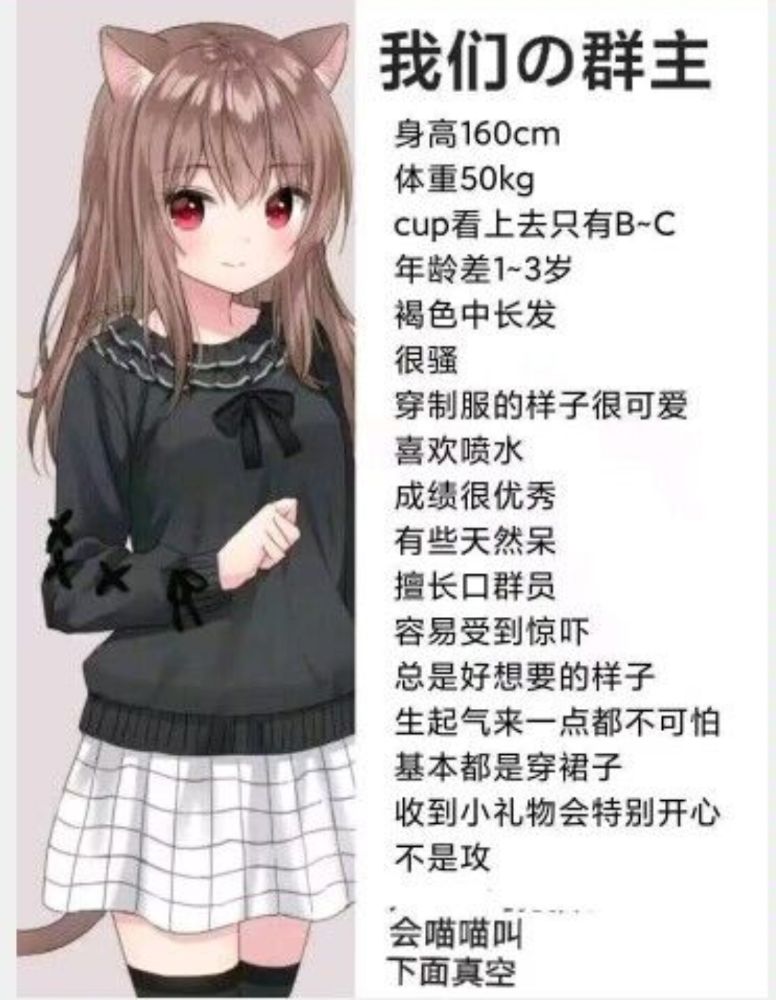 我们の群主
身高160cm
体重50kg
cup看上去只有B~C
年龄差1~3岁
褐色中长发
很骚
穿制服的样子很可爱
喜欢喷水
成绩很优秀
有些天然呆
擅长口群员
容易受到惊吓
总是好想要的样子
生起气来一点都不可怕
基本都是穿裙子
收到小礼物会特别开心
不是攻
会喵喵叫
下面真空